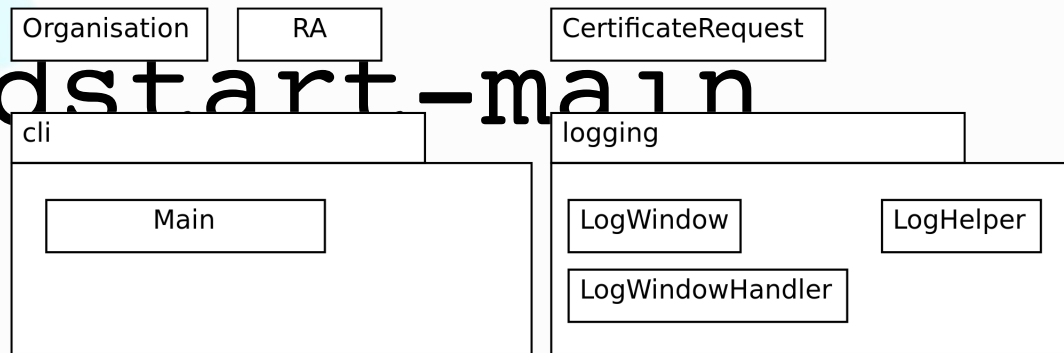 Organisation RA CertificateRequest
dstart-main
cli logging
Main LogWindow LogHelper
LogWindowHandler